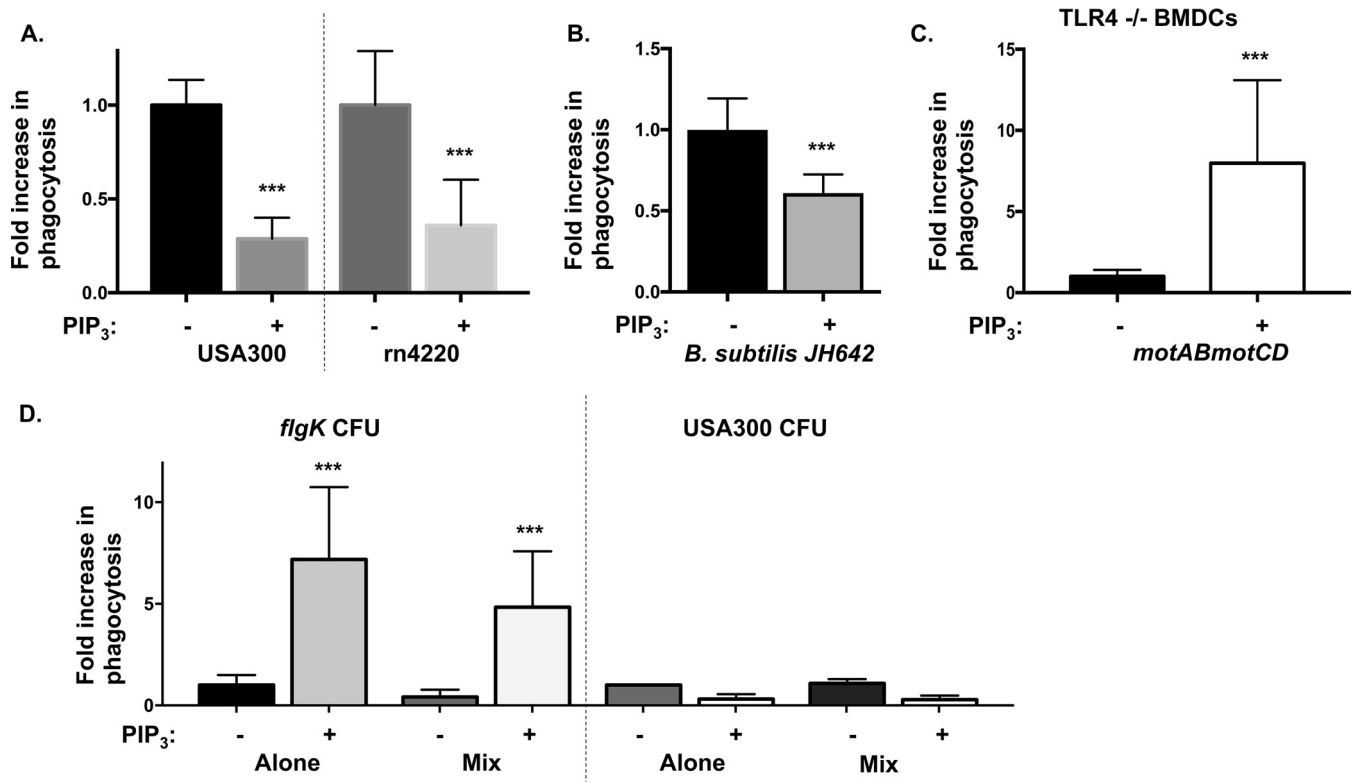 A.
Fold increase in
phagocytosis
1.0
0.5
0.0
***
***
PIP3:
- + - +
USA300 rn4220
B.
Fold increase in
phagocytosis
1.5
1.0
0.5
0.0
***
PIP3:
- +
B. subtilis JH642
TLR4 -/- BMDCs
C.
Fold increase in
phagocytosis
15
10
5
0
***
PIP3:
- +
motABmotCD
D.
flgK CFU
USA300 CFU
Fold increase in
phagocytosis
10
5
0
***
***
PIP3:
- + - + - + - +
Alone Mix Alone Mix